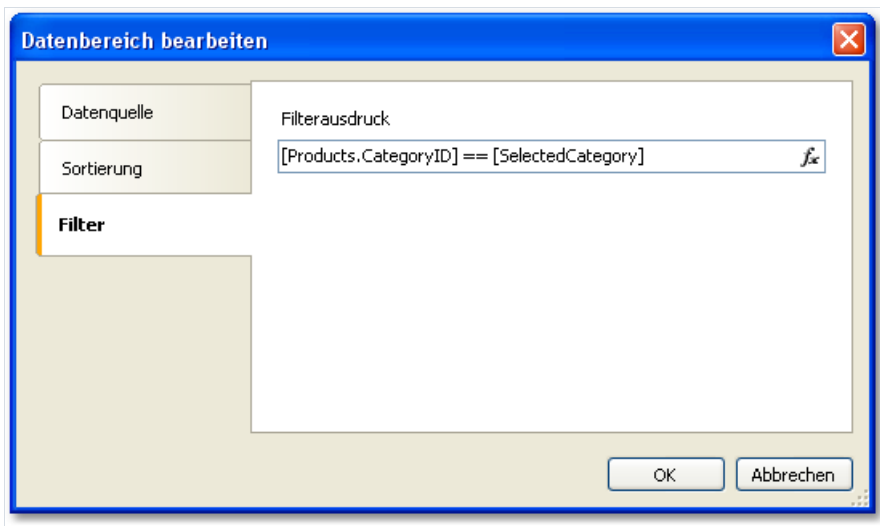 Datenbereich bearbeiten
Datenquelle
Sortierung
Filter
Filterausdruck
[Products.CategoryID] == [SelectedCategory]
fx
OK
Abbrechen